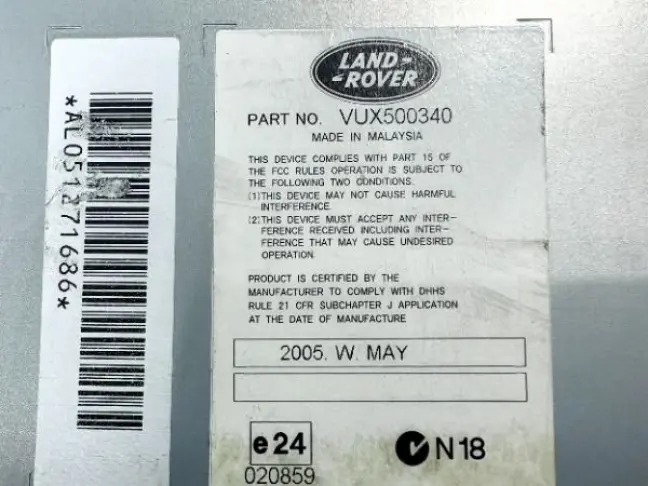 *AL051271686*
LAND-
-ROVER
PART NO. VUX500340
MADE IN MALAYSIA
THIS DEVICE COMPLIES WITH PART 15 OF
THE FCC RULES OPERATION IS SUBJECT TO
THE FOLLOWING TWO CONDITIONS.
(1)THIS DEVICE MAY NOT CAUSE HARMFUL
INTERFERENCE.
(2)THIS DEVICE MUST ACCEPT ANY INTER-
FERENCE RECEIVED INCLUDING INTER-
FERENCE THAT MAY CAUSE UNDESIRED
OPERATION.
PRODUCT IS CERTIFIED BY THE
MANUFACTURER TO COMPLY WITH DHHS
RULE 21 CFR SUBCHAPTER J APPLICATION
AT THE DATE OF MANUFACTURE
2005. W. MAY
e24
N18
020859